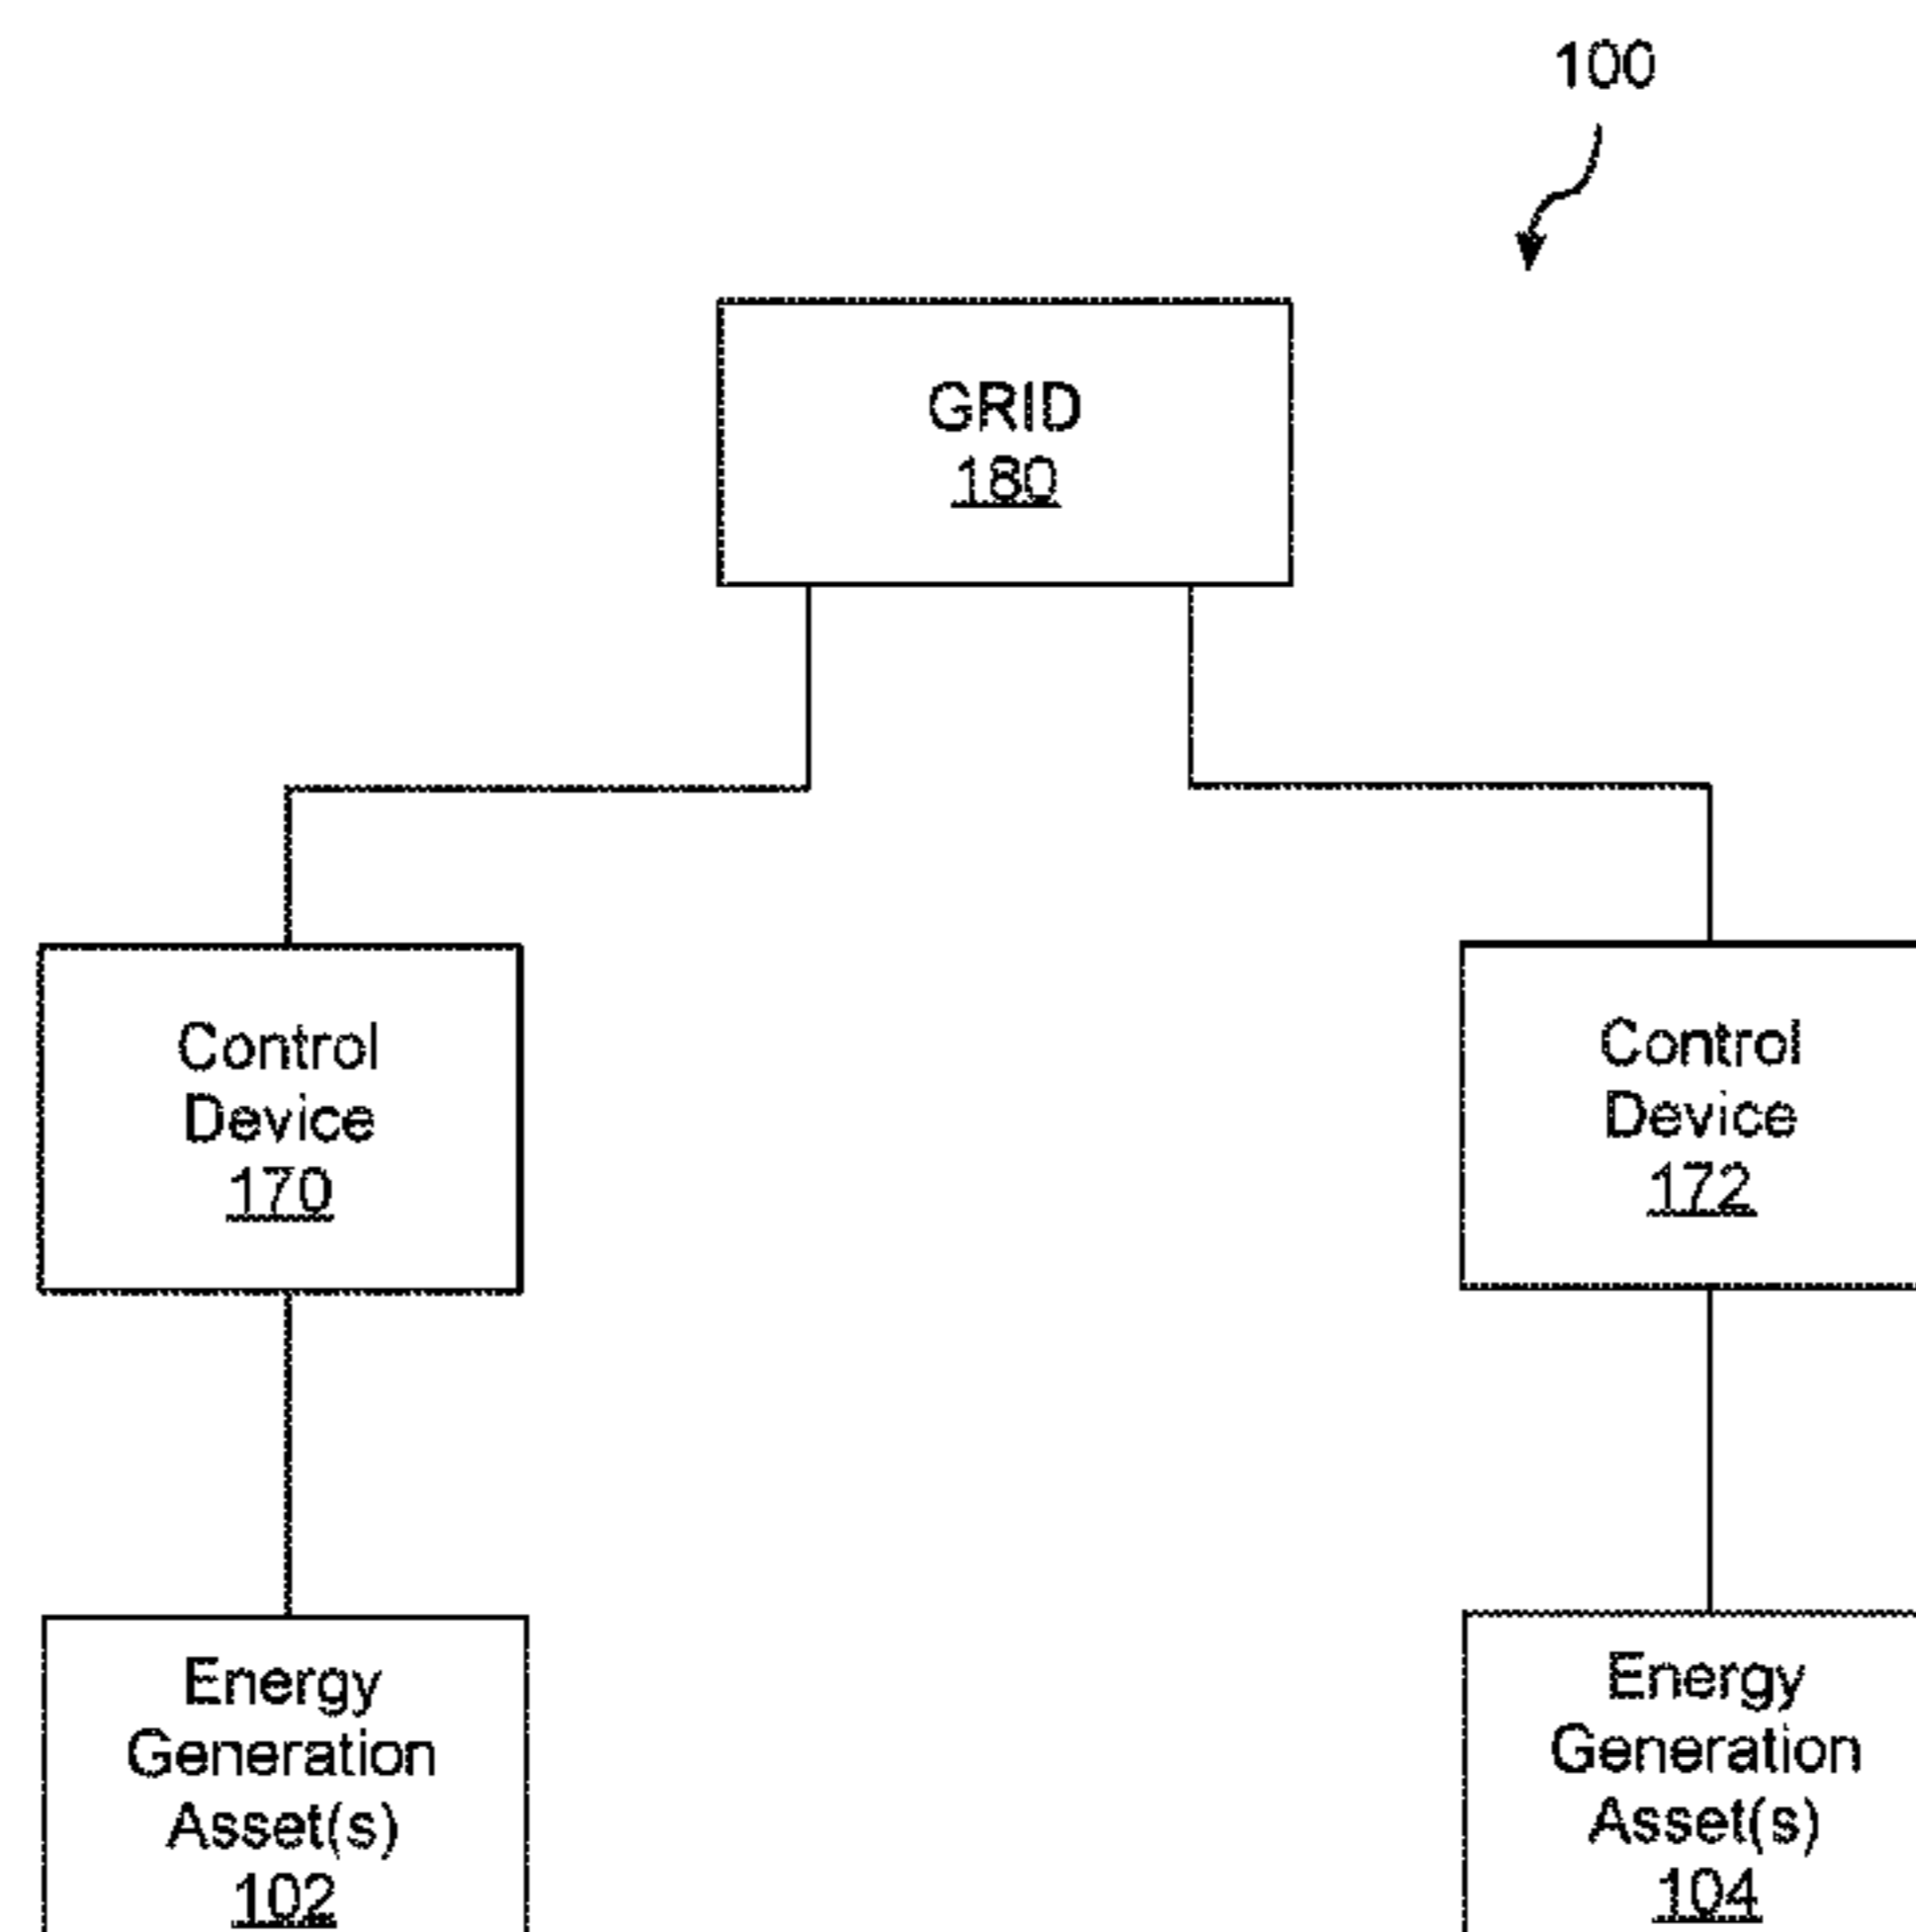 100
GRID
180
Control
Device
170
Control
Device
172
Energy
Generation
Asset(s)
102
Energy
Generation
Asset(s)
104